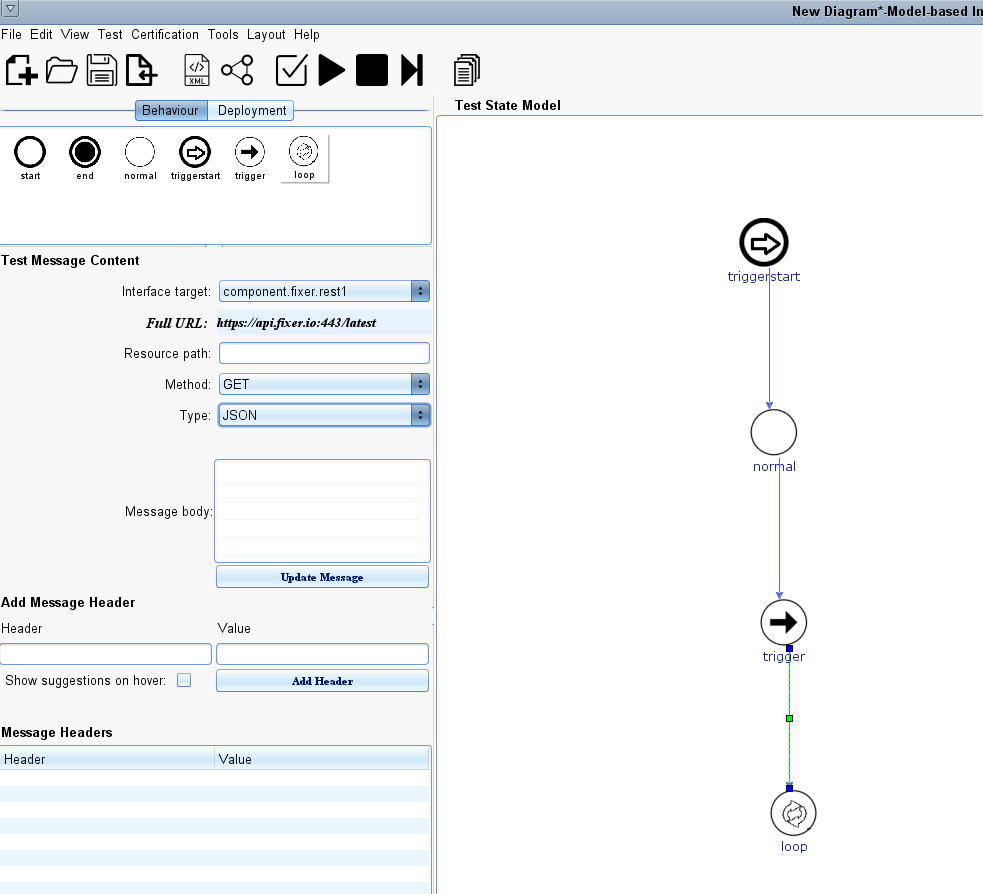 New Diagram*-Model-based In
File Edit View Test Certification Tools Layout Help
</>
XML
Behaviour Deployment
Test State Model
start end normal triggerstart trigger loop
Test Message Content
Interface target: component.fixer.rest1
Full URL: https://api.fixer.io:443/latest
Resource path:
Method: GET
Type: JSON
Message body:
Update Message
Add Message Header
Header Value
Show suggestions on hover:
Add Header
Message Headers
Header Value
triggerstart
normal
trigger
loop